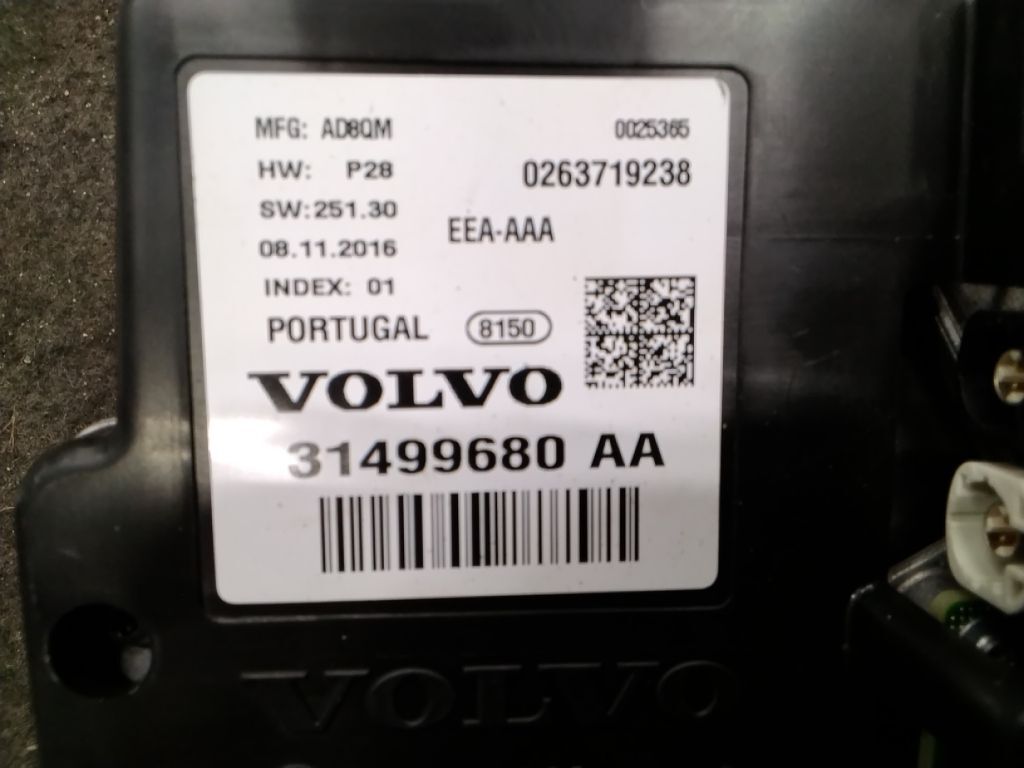 MFG: AD8QM
0025365
HW: P28
0263719238
SW:251.30
EEA-AAA
08.11.2016
INDEX: 01
PORTUGAL
8150
VOLVO
31499680 AA
VOLVO